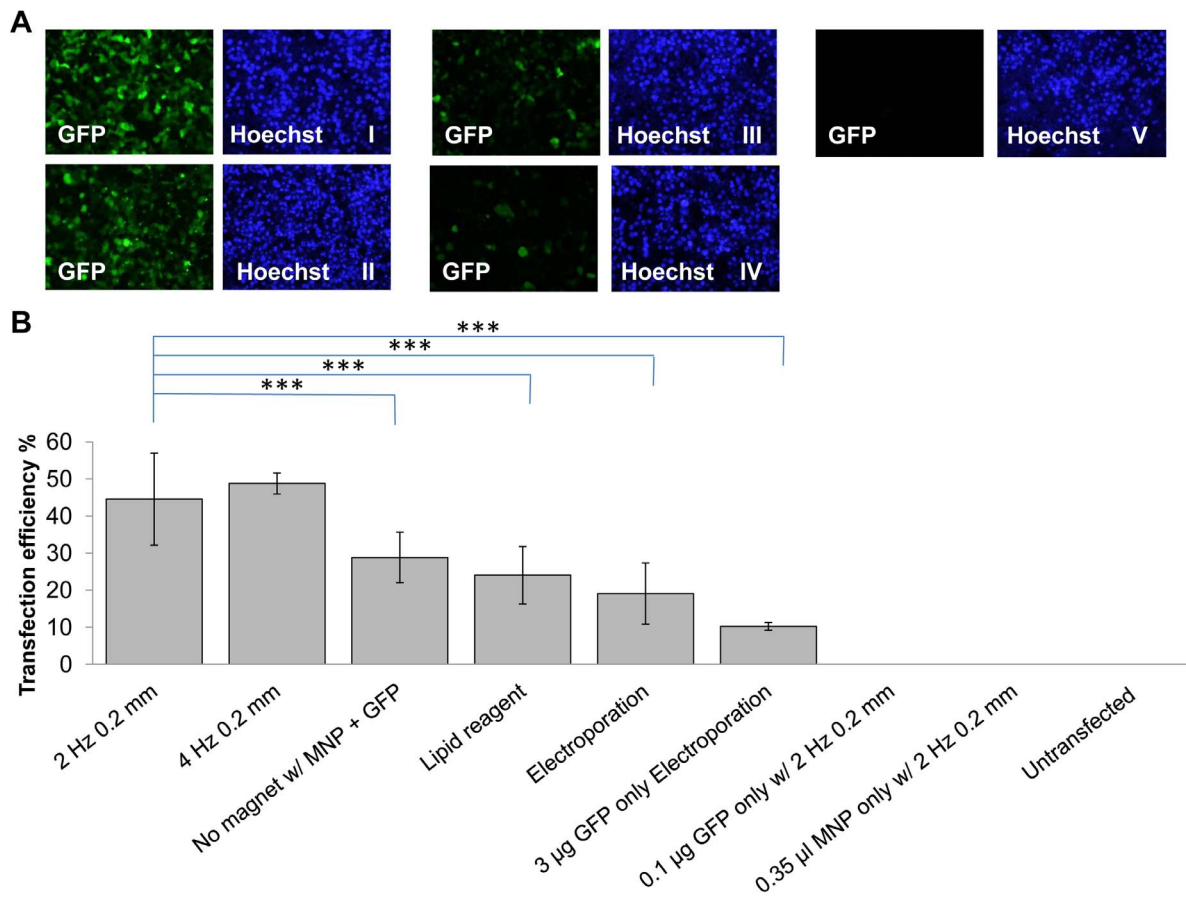 A
GFP Hoechst I GFP Hoechst III GFP Hoechst V
GFP Hoechst II GFP Hoechst IV
B
***
***
***
***
Transfection efficiency %
60
50
40
30
20
10
0
2 Hz 0.2 mm
4 Hz 0.2 mm
No magnet w/ MNP + GFP
Lipid reagent
Electroporation
3 µg GFP only Electroporation
0.1 µg GFP only w/ 2 Hz 0.2 mm
0.35 µl MNP only w/ 2 Hz 0.2 mm
Untransfected